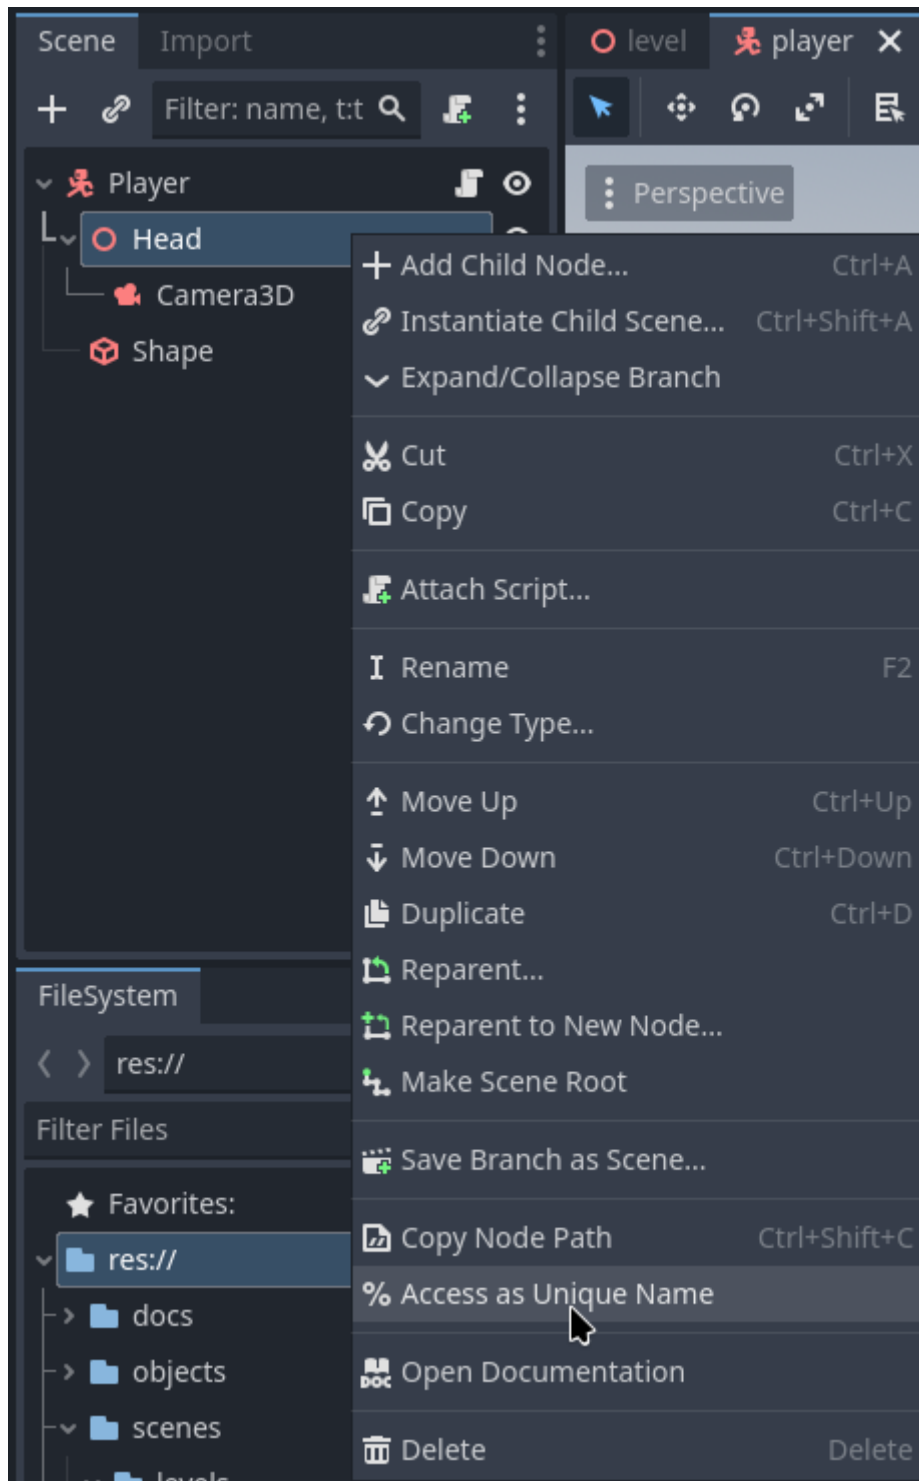 Scene Import level player
Filter: name, t:t
Player
Perspective
Head
Add Child Node... Ctrl+A
Camera3D
Instantiate Child Scene... Ctrl+Shift+A
Shape
Expand/Collapse Branch
Cut Ctrl+X
Copy Ctrl+C
Attach Script...
Rename F2
Change Type...
Move Up Ctrl+Up
Move Down Ctrl+Down
Duplicate Ctrl+D
Reparent...
Reparent to New Node...
Make Scene Root
Save Branch as Scene...
Copy Node Path Ctrl+Shift+C
% Access as Unique Name
DOC Open Documentation
Delete Delete
FileSystem
res://
Filter Files
Favorites:
res://
docs
objects
scenes
levels